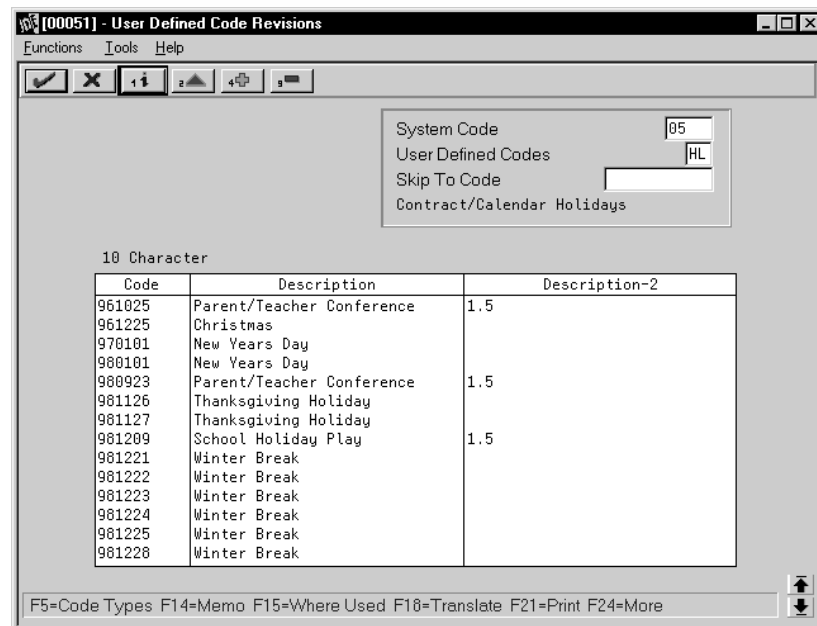 [00051] - User Defined Code Revisions
Functions Tools Help
1 i 2 4 9
System Code 05
User Defined Codes HL
Skip To Code
Contract/Calendar Holidays
10 Character
Code Description Description-2
961025 Parent/Teacher Conference 1.5
961225 Christmas
970101 New Years Day
980101 New Years Day
980923 Parent/Teacher Conference 1.5
981126 Thanksgiving Holiday
981127 Thanksgiving Holiday
981209 School Holiday Play 1.5
981221 Winter Break
981222 Winter Break
981223 Winter Break
981224 Winter Break
981225 Winter Break
981228 Winter Break
F5=Code Types F14=Memo F15=Where Used F18=Translate F21=Print F24=More